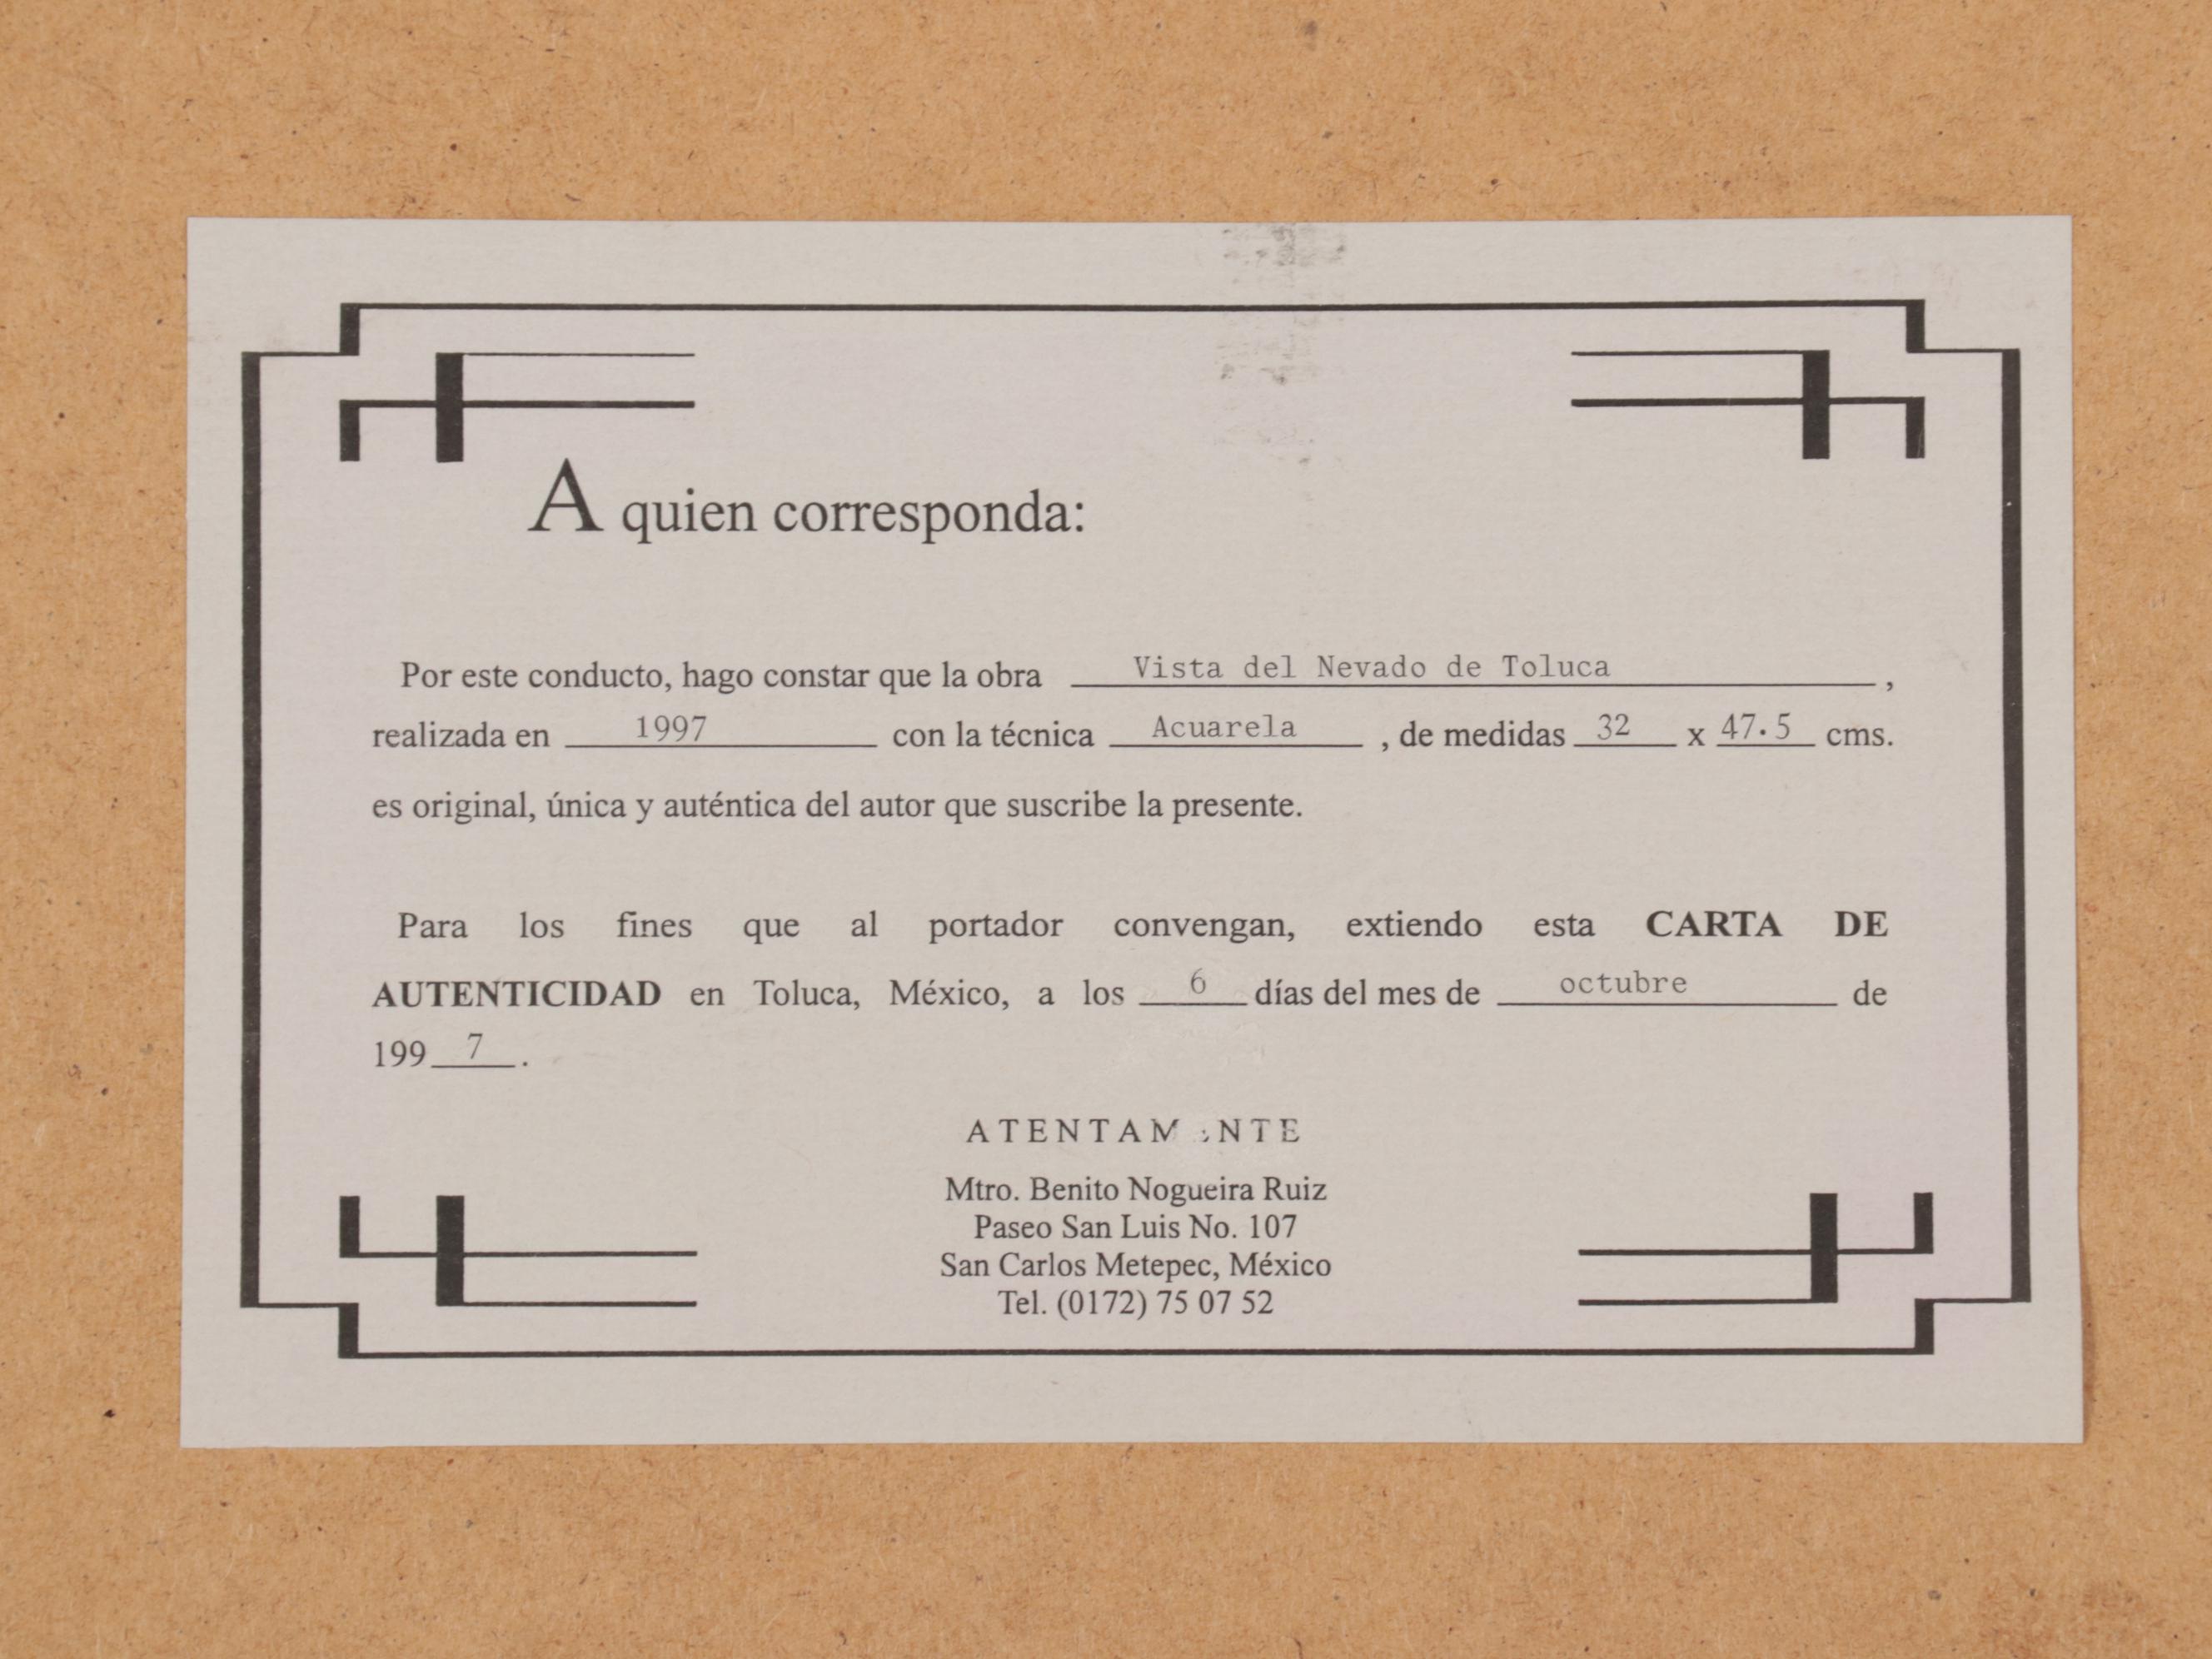 A quien corresponda:
Por este conducto, hago constar que la obra Vista del Nevado de Toluca ,
realizada en 1997 con la técnica Acuarela , de medidas 32 x 47.5 cms.
es original, única y auténtica del autor que suscribe la presente.
Para los fines que al portador convengan, extiendo esta CARTA DE
AUTENTICIDAD en Toluca, México, a los 6 días del mes de octubre de
199 7 .
ATENTAMENTE
Mtro. Benito Nogueira Ruiz
Paseo San Luis No. 107
San Carlos Metepec, México
Tel. (0172) 75 07 52